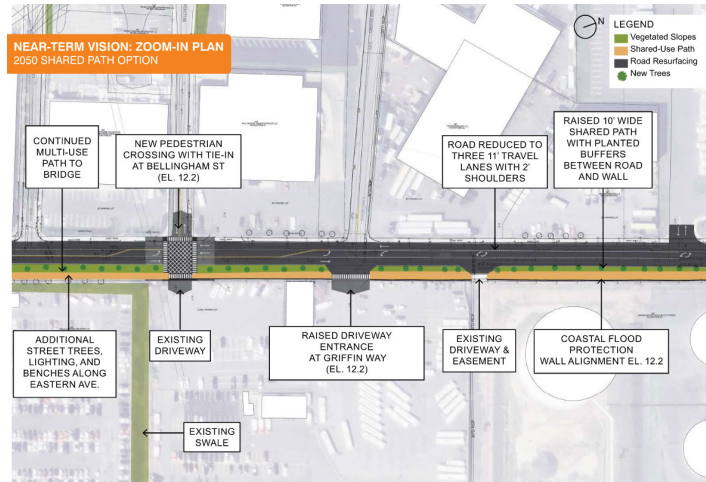 NEAR-TERM VISION: ZOOM-IN PLAN
2050 SHARED PATH OPTION
N
LEGEND
Vegetated Slopes
Shared-Use Path
Road Resurfacing
New Trees
CONTINUED
MULTI-USE
PATH TO
BRIDGE
NEW PEDESTRIAN
CROSSING WITH TIE-IN
AT BELLINGHAM ST
(EL. 12.2)
ROAD REDUCED TO
THREE 11' TRAVEL
LANES WITH 2'
SHOULDERS
RAISED 10' WIDE
SHARED PATH
WITH PLANTED
BUFFERS
BETWEEN ROAD
AND WALL
ADDITIONAL
STREET TREES,
LIGHTING, AND
BENCHES ALONG
EASTERN AVE.
EXISTING
DRIVEWAY
RAISED DRIVEWAY
ENTRANCE
AT GRIFFIN WAY
(EL. 12.2)
EXISTING
DRIVEWAY &
EASEMENT
COASTAL FLOOD
PROTECTION
WALL ALIGNMENT EL. 12.2
EXISTING
SWALE